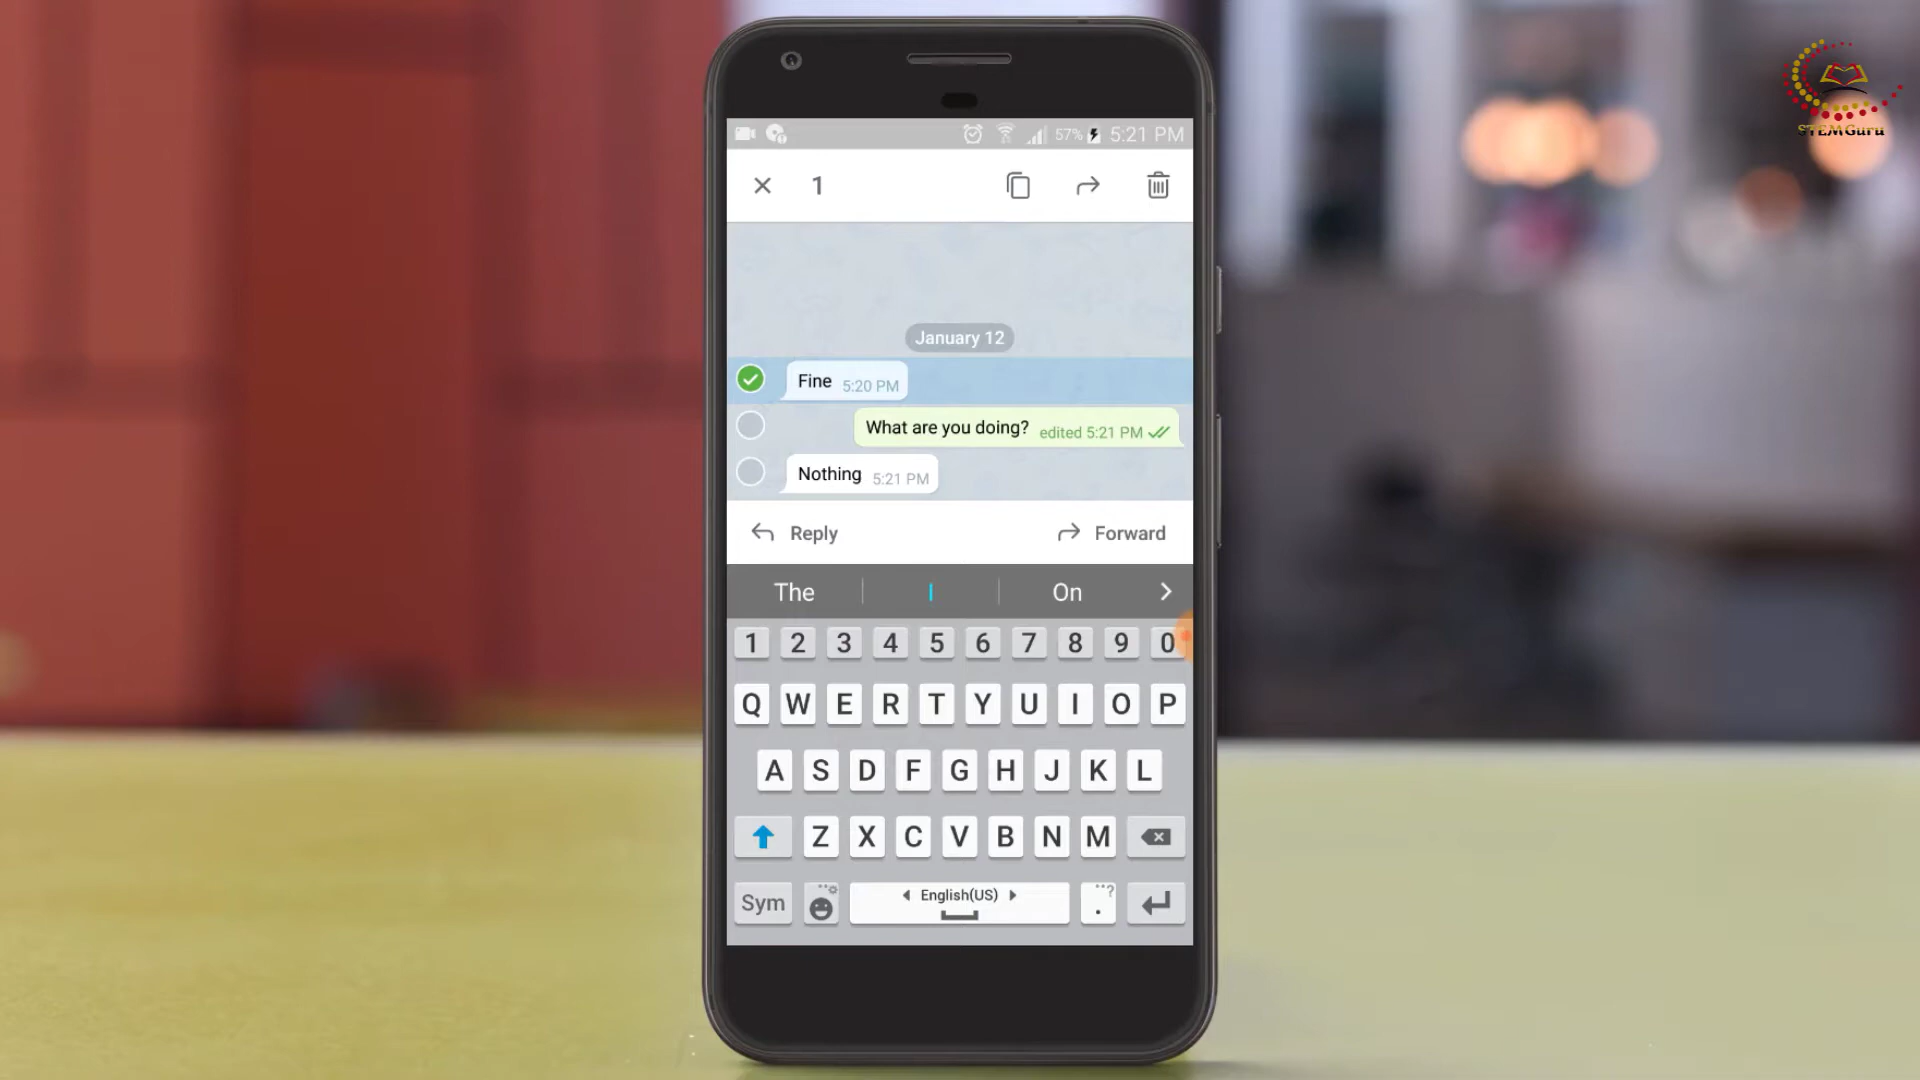 STEMGuru
57% 5:21 PM
1
January 12
Fine 5:20 PM
What are you doing? edited 5:21 PM
Nothing 5:21 PM
Reply Forward
The I On
1 2 3 4 5 6 7 8 9 0
Q W E R T Y U I O P
A S D F G H J K L
Z X C V B N M
Sym English(US) . ?